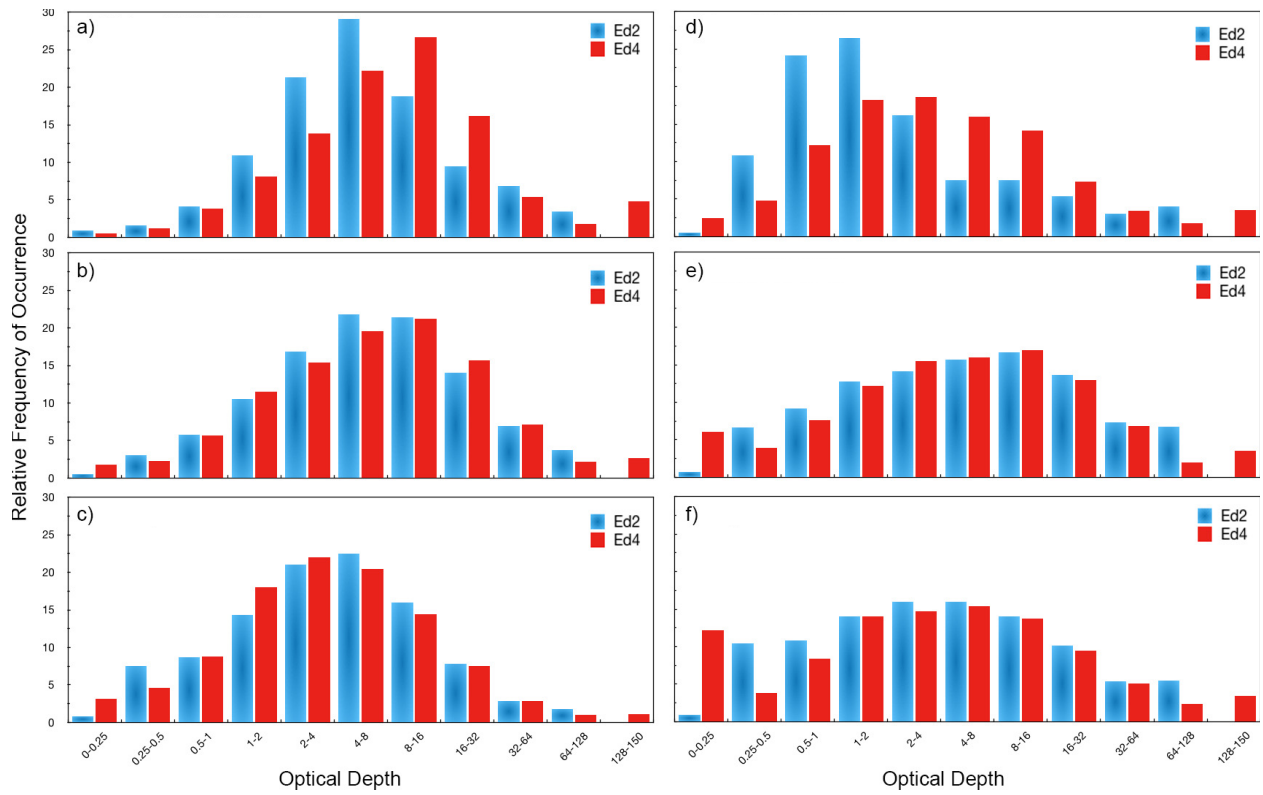 Relative Frequency of Occurrence
a)
Ed2
Ed4
30
25
20
15
10
5
0
b)
Ed2
Ed4
30
25
20
15
10
5
0
c)
Ed2
Ed4
30
25
20
15
10
5
0
0-0.25
0.25-0.5
0.5-1
1-2
2-4
4-8
8-16
16-32
32-64
64-128
128-150
Optical Depth
d)
Ed2
Ed4
e)
Ed2
Ed4
f)
Ed2
Ed4
0-0.25
0.25-0.5
0.5-1
1-2
2-4
4-8
8-16
16-32
32-64
64-128
128-150
Optical Depth